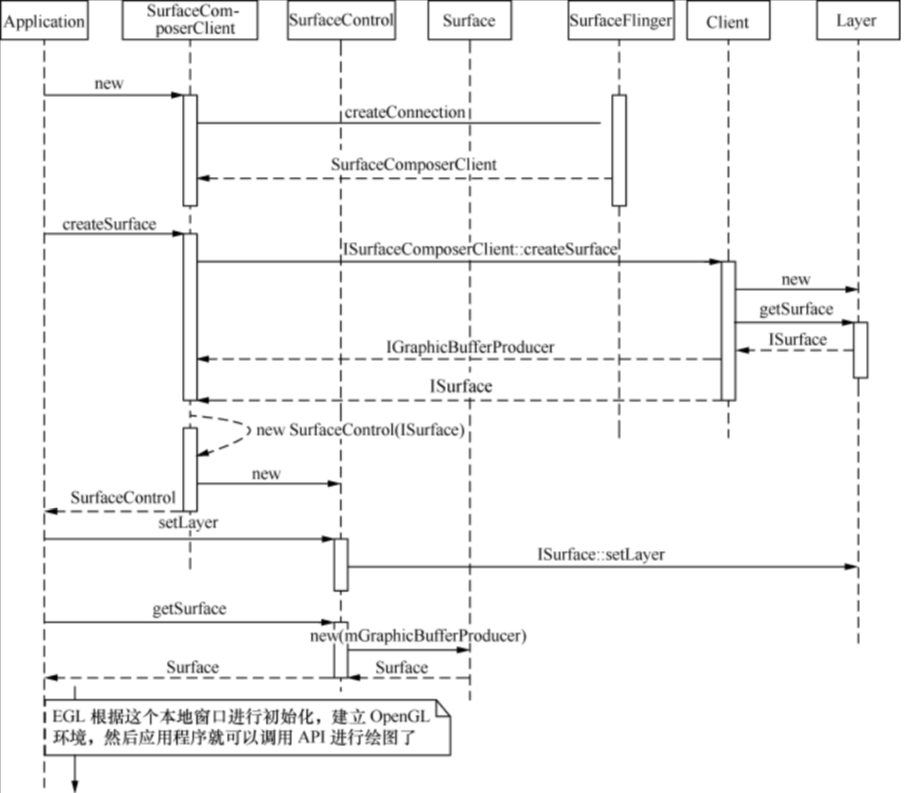 Application
SurfaceCom-
poserClient
SurfaceControl
Surface
SurfaceFlinger
Client
Layer
new
createConnection
SurfaceComposerClient
createSurface
ISurfaceComposerClient::createSurface
new
getSurface
ISurface
IGraphicBufferProducer
ISurface
new SurfaceControl(ISurface)
new
SurfaceControl
setLayer
ISurface::setLayer
getSurface
new(mGraphicBufferProducer)
Surface
Surface
EGL 根据这个本地窗口进行初始化，建立 OpenGL
环境，然后应用程序就可以调用 API 进行绘图了